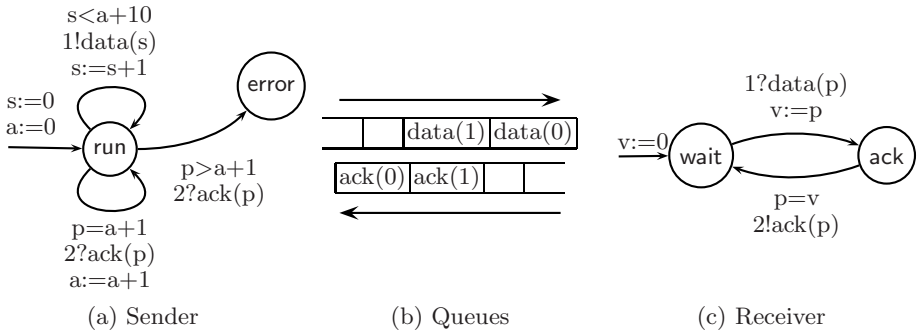 s<a+10
1!data(s)
s:=s+1
s:=0
a:=0
run
error
p>a+1
2?ack(p)
p=a+1
2?ack(p)
a:=a+1
(a) Sender
data(1) data(0)
ack(0) ack(1)
(b) Queues
v:=0
wait
1?data(p)
v:=p
ack
p=v
2!ack(p)
(c) Receiver